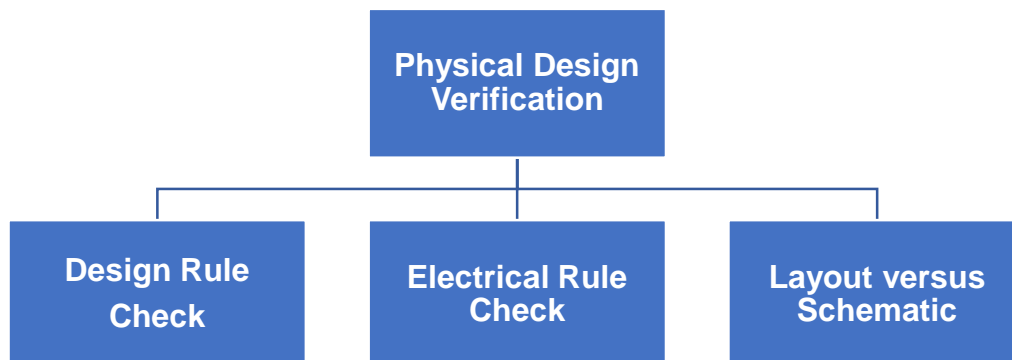 Physical Design
Verification
Design Rule
Check
Electrical Rule
Check
Layout versus
Schematic